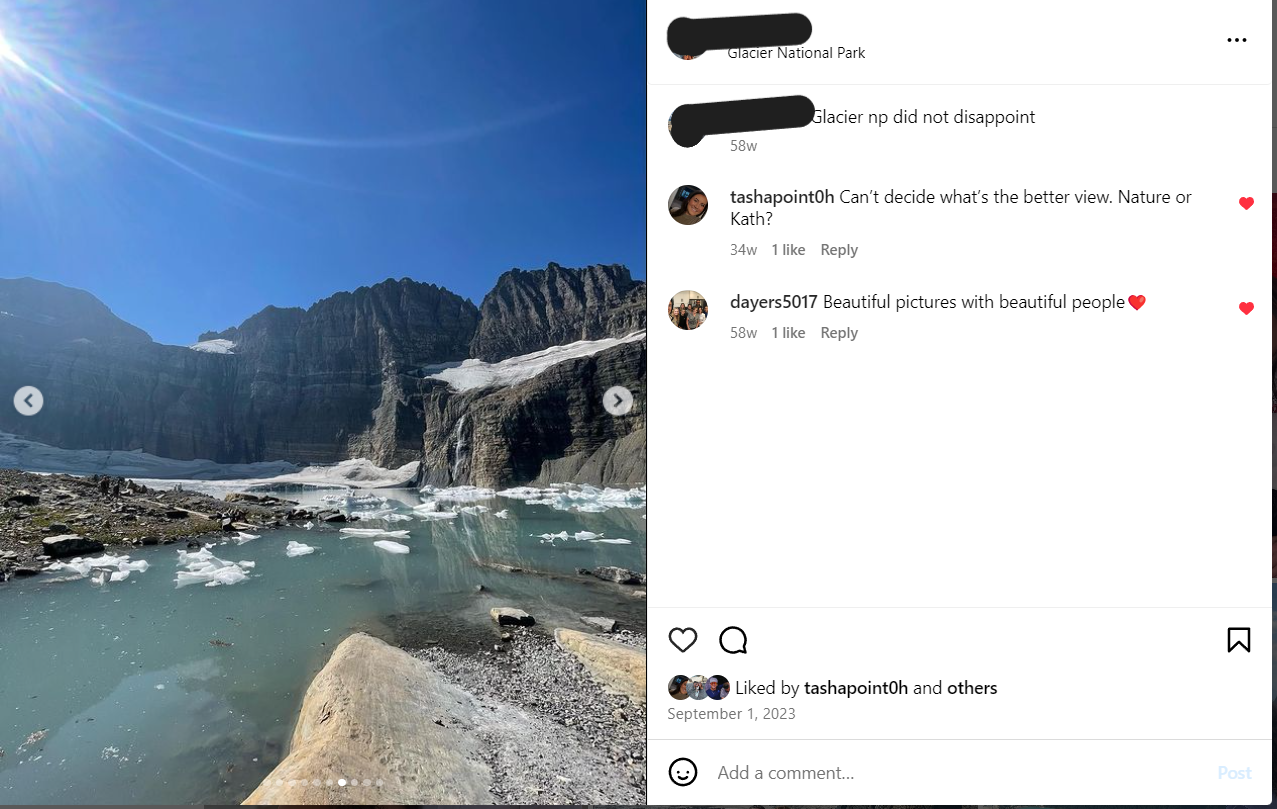 Glacier National Park
Glacier np did not disappoint
58w
tashapoint0h Can't decide what's the better view. Nature or
Kath?
34w 1 like Reply
dayers5017 Beautiful pictures with beautiful people❤️
58w 1 like Reply
Liked by tashapoint0h and others
September 1, 2023
Add a comment...
Post